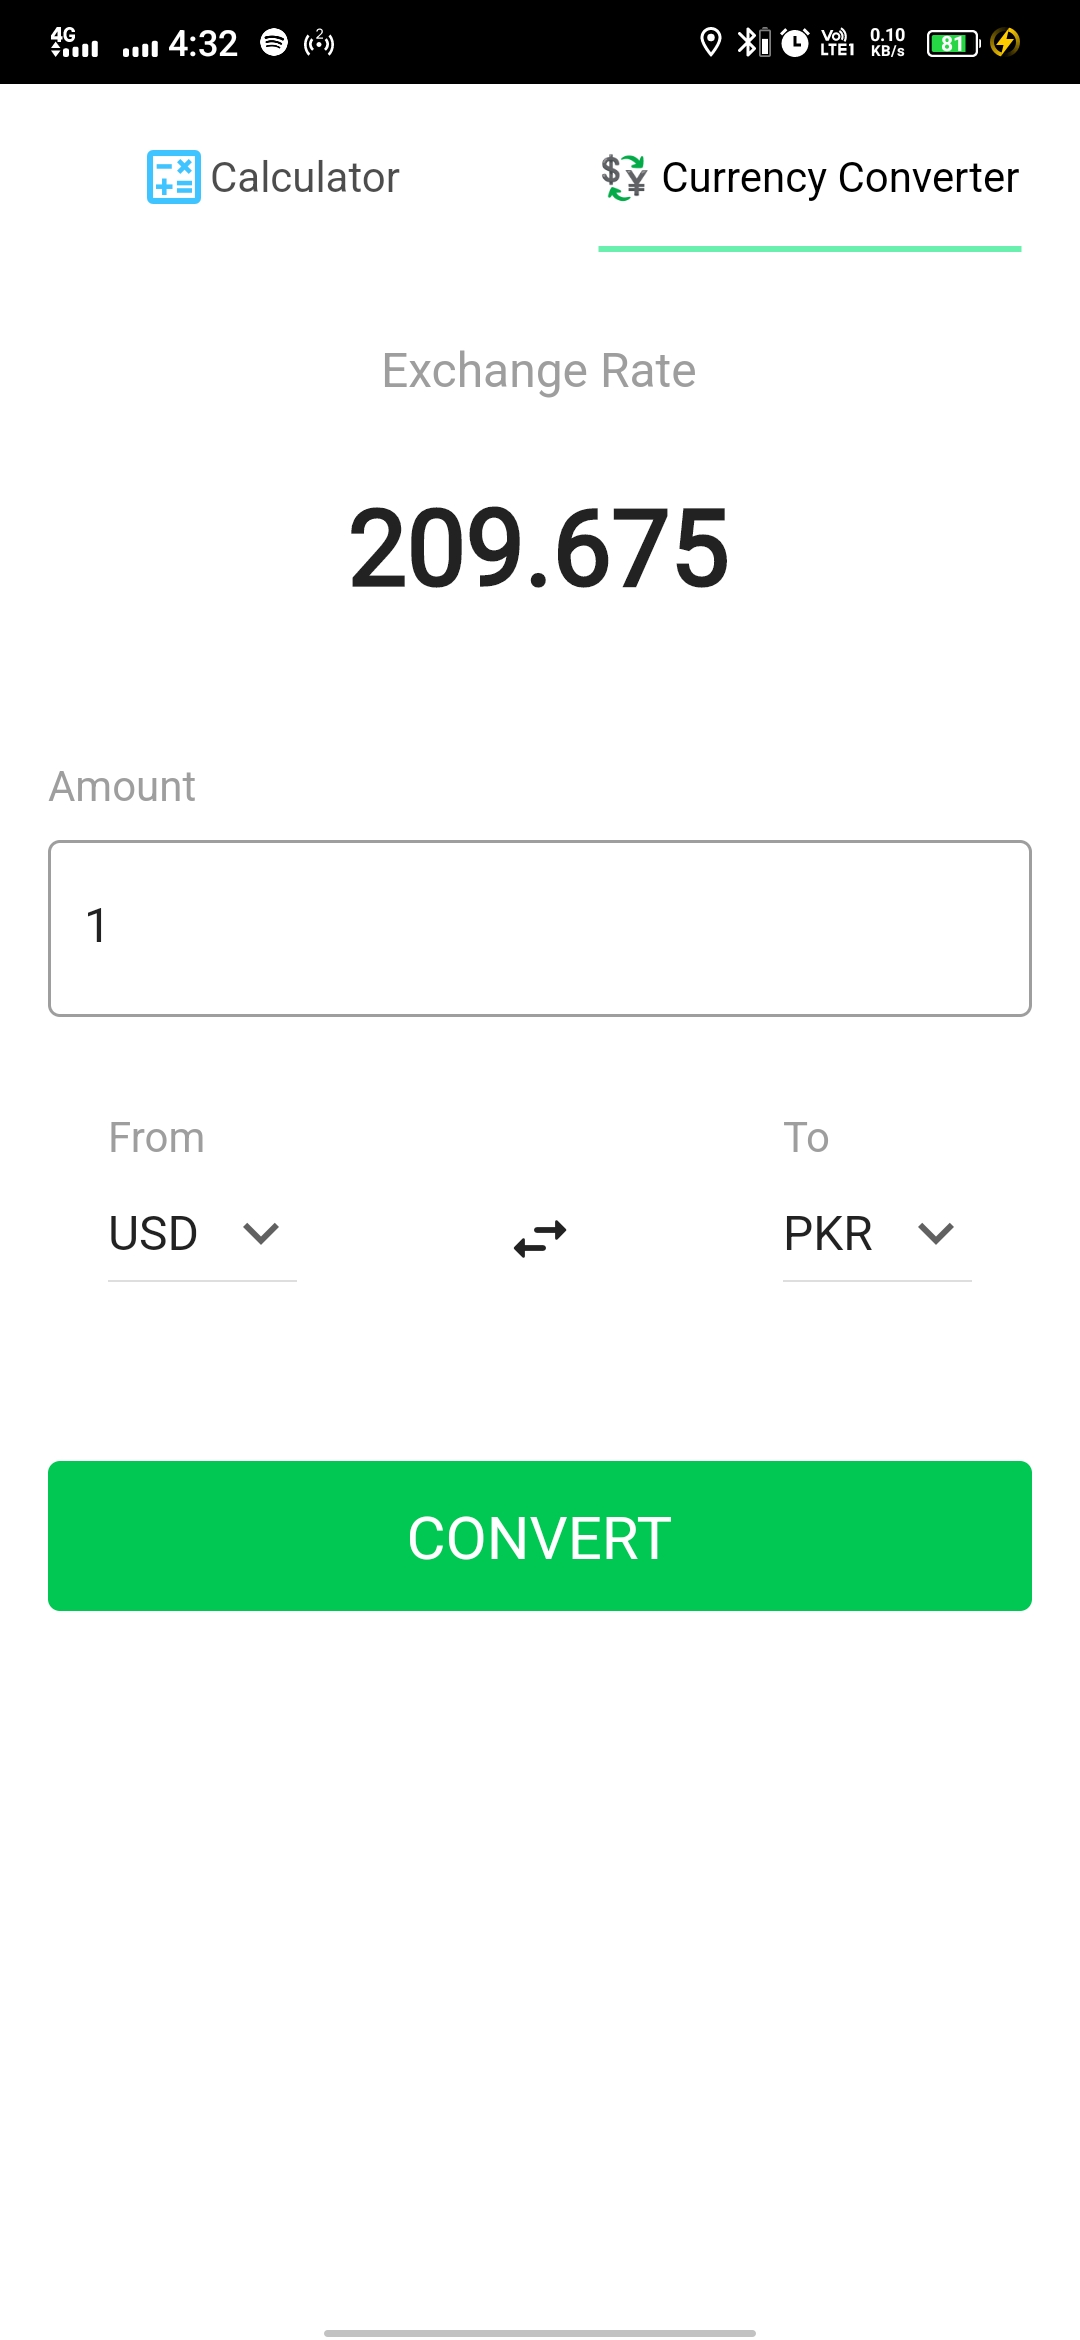 4G 4:32 2 Vo)) LTE1 0.10 KB/s 81
Calculator Currency Converter
Exchange Rate
209.675
Amount
1
From To
USD PKR
CONVERT